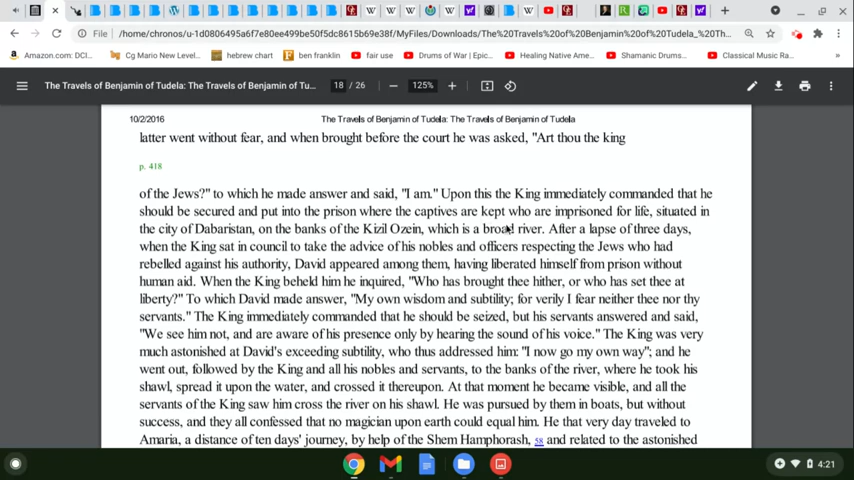 File | /home/chronos/u-1d0806495a6f7e80ee499be50f5dc8615b69e38f/MyFiles/Downloads/The%20Travels%20of%20Benjamin%20of%20Tudela_%20Th...
Amazon.com: DCI... Cg Mario New Level... hebrew chart ben franklin fair use Drums of War | Epic... Healing Native Ame... Shamanic Drums... Classical Musiс Ra...
The Travels of Benjamin of Tudela: The Travels of Benjamin of Tu... 18 / 26 125%
10/2/2016 The Travels of Benjamin of Tudela: The Travels of Benjamin of Tudela
latter went without fear, and when brought before the court he was asked, "Art thou the king
p. 418
of the Jews?" to which he made answer and said, "I am." Upon this the King immediately commanded that he
should be secured and put into the prison where the captives are kept who are imprisoned for life, situated in
the city of Dabaristan, on the banks of the Kizil Ozein, which is a broad river. After a lapse of three days,
when the King sat in council to take the advice of his nobles and officers respecting the Jews who had
rebelled against his authority, David appeared among them, having liberated himself from prison without
human aid. When the King beheld him he inquired, "Who has brought thee hither, or who has set thee at
liberty?" To which David made answer, "My own wisdom and subtility; for verily I fear neither thee nor thy
servants." The King immediately commanded that he should be seized, but his servants answered and said,
"We see him not, and are aware of his presence only by hearing the sound of his voice." The King was very
much astonished at David's exceeding subtility, who thus addressed him: "I now go my own way"; and he
went out, followed by the King and all his nobles and servants, to the banks of the river, where he took his
shawl, spread it upon the water, and crossed it thereupon. At that moment he became visible, and all the
servants of the King saw him cross the river on his shawl. He was pursued by them in boats, but without
success, and they all confessed that no magician upon earth could equal him. He that very day traveled to
Amaria, a distance of ten days' journey, by help of the Shem Hamphorash, 58 and related to the astonished
4:21